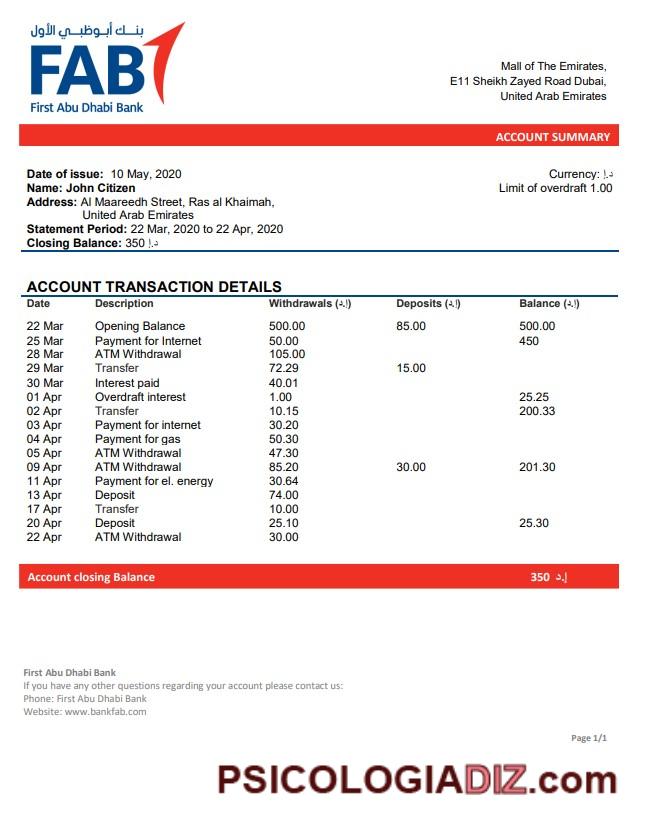 بنك أبوظبي الأول
FAB
First Abu Dhabi Bank
Mall of The Emirates,
E11 Sheikh Zayed Road Dubai,
United Arab Emirates
ACCOUNT SUMMARY
Date of issue: 10 May, 2020
Currency: د.إ
Name: John Citizen
Limit of overdraft 1.00
Address: Al Maareedh Street, Ras al Khaimah,
United Arab Emirates
Statement Period: 22 Mar, 2020 to 22 Apr, 2020
Closing Balance: 350 د.إ
ACCOUNT TRANSACTION DETAILS
Date Description Withdrawals (د.إ) Deposits (د.إ) Balance (د.إ)
22 Mar Opening Balance 500.00 85.00 500.00
25 Mar Payment for Internet 50.00 450
28 Mar ATM Withdrawal 105.00
29 Mar Transfer 72.29 15.00
30 Mar Interest paid 40.01
01 Apr Overdraft interest 1.00 25.25
02 Apr Transfer 10.15 200.33
03 Apr Payment for internet 30.20
04 Apr Payment for gas 50.30
05 Apr ATM Withdrawal 47.30
09 Apr ATM Withdrawal 85.20 30.00 201.30
11 Apr Payment for el. energy 30.64
13 Apr Deposit 74.00
17 Apr Transfer 10.00
20 Apr Deposit 25.10 25.30
22 Apr ATM Withdrawal 30.00
Account closing Balance 350 د.إ
First Abu Dhabi Bank
If you have any other questions regarding your account please contact us:
Phone: First Abu Dhabi Bank
Website: www.bankfab.com
Page 1/1
PSICOLOGIADIZ.com